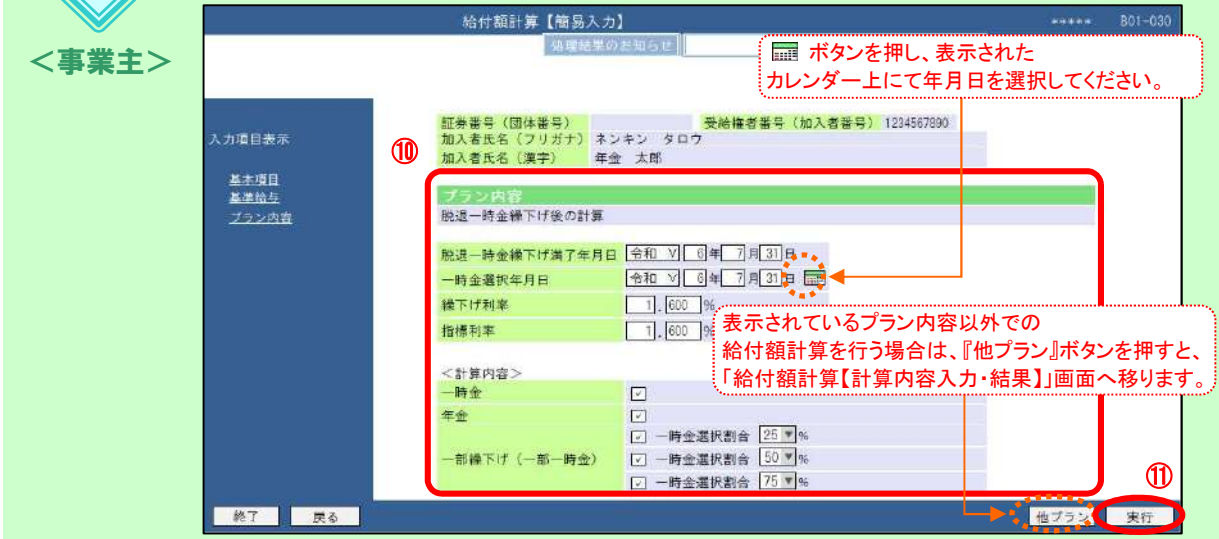 ＜事業主＞
給付額計算【簡易入力】
***** B01-030
処理結果のお知らせ
ボタンを押し、表示された
カレンダー上にて年月日を選択してください。
入力項目表示
基本項目
基準給与
プラン内容
⑩
証券番号（団体番号） 受給権者番号（加入者番号） 1234567890
加入者氏名（フリガナ） ネンキン タロウ
加入者氏名（漢字） 年金 太郎
プラン内容
脱退一時金繰下げ後の計算
脱退一時金繰下げ満了年月日 令和 V 6 年 7 月 31 日
一時金選択年月日 令和 V 6 年 7 月 31 日
繰下げ利率 1 . 600 %
指標利率 1 . 600 %
表示されているプラン内容以外での
給付額計算を行う場合は、『他プラン』ボタンを押すと、
「給付額計算【計算内容入力・結果】」画面へ移ります。
＜計算内容＞
一時金
年金
一部繰下げ（一部一時金）
一時金選択割合 25 %
一時金選択割合 50 %
一時金選択割合 75 %
⑪
終了 戻る 他プラン 実行